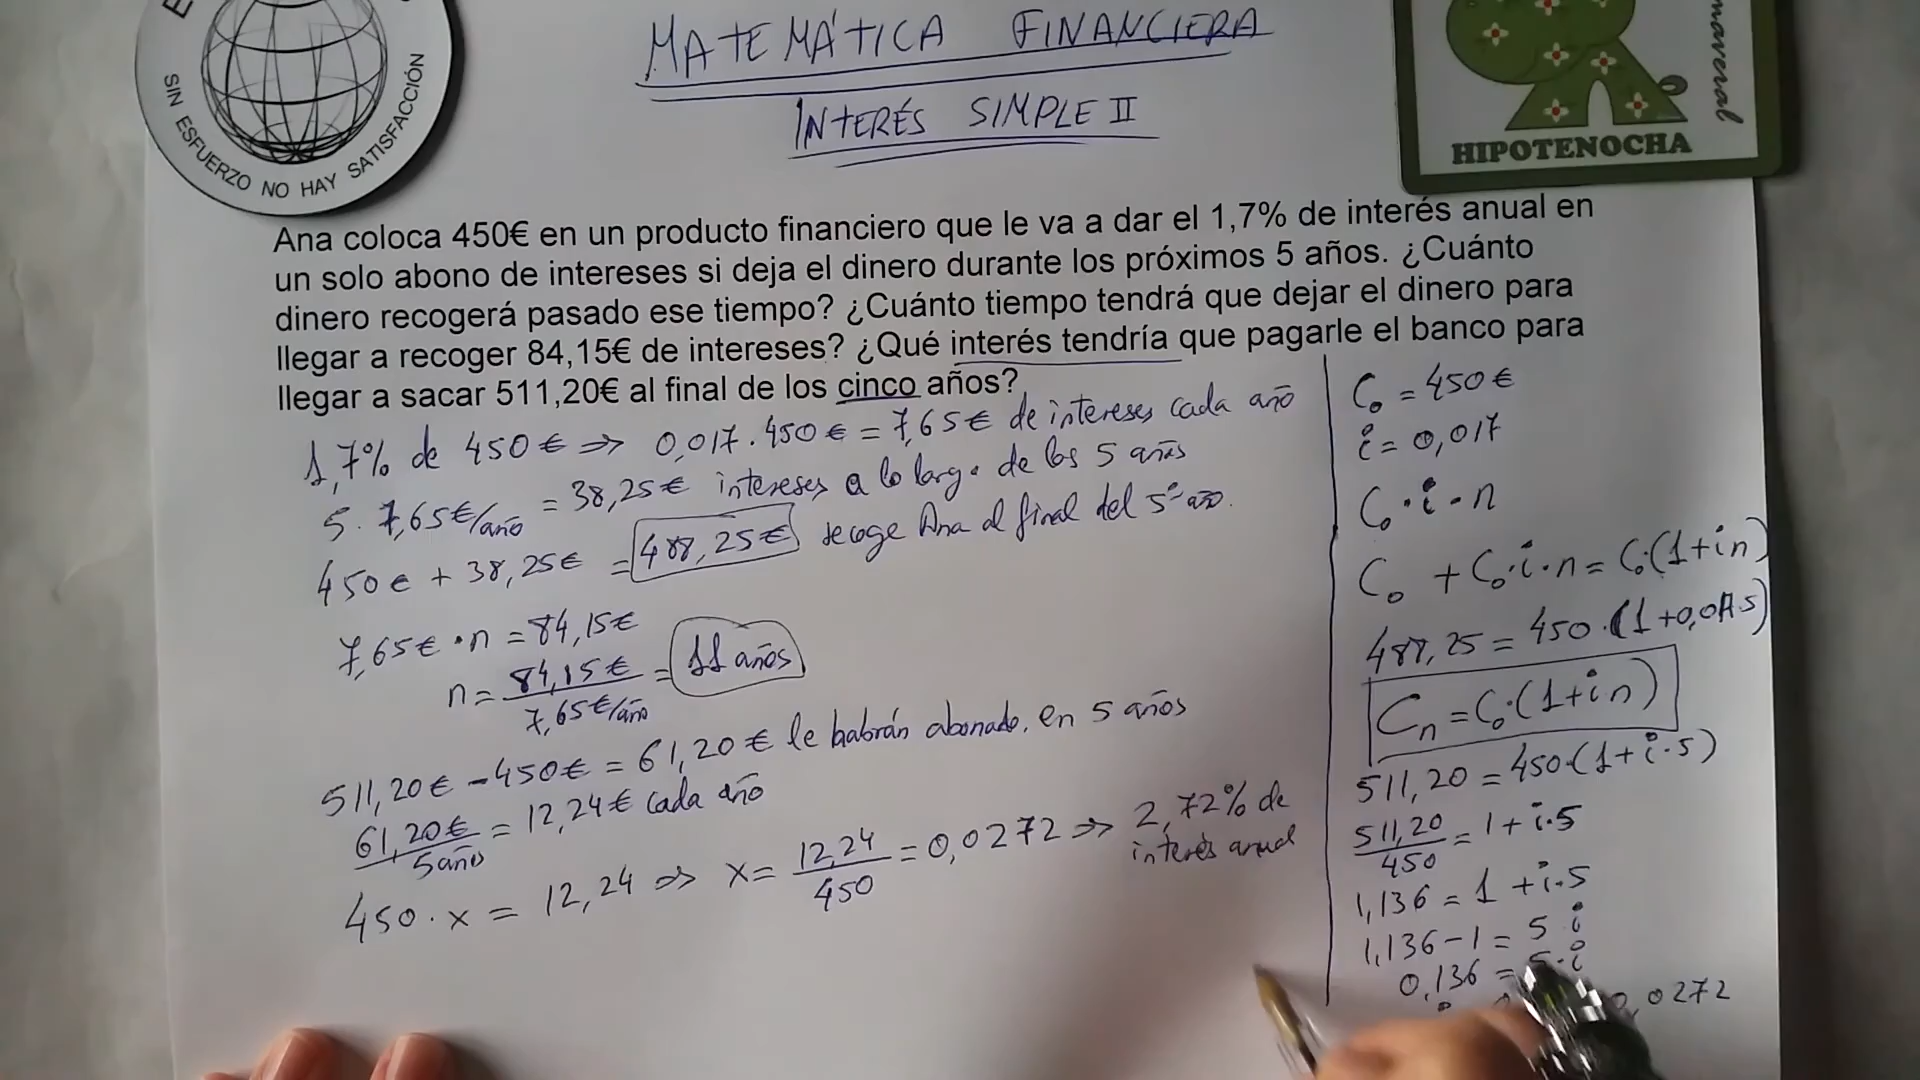 SIN ESFUERZO NO HAY SATISFACCIÓN
MATEMÁTICA FINANCIERA
INTERÉS SIMPLE II
HIPOTENOCHA
Ana coloca 450€ en un producto financiero que le va a dar el 1,7% de interés anual en
un solo abono de intereses si deja el dinero durante los próximos 5 años. ¿Cuánto
dinero recogerá pasado ese tiempo? ¿Cuánto tiempo tendrá que dejar el dinero para
llegar a recoger 84,15€ de intereses? ¿Qué interés tendría que pagarle el banco para
llegar a sacar 511,20€ al final de los cinco años?
1,7% de 450€ => 0,017·450€ = 7,65€ de intereses cada año
5·7,65€/año = 38,25€ intereses a lo largo de los 5 años
450€ + 38,25€ = 488,25€ recoge Ana al final del 5º año.
7,65€·n = 84,15€
n = 84,15€ / 7,65€/año = 11 años
511,20€ - 450€ = 61,20€ le habrán abonado, en 5 años
61,20€ / 5 años = 12,24€ cada año
450·x = 12,24 => x = 12,24 / 450 = 0,0272 => 2,72% de
interés anual
C₀ = 450€
i = 0,017
C₀·i·n
C₀ + C₀·i·n = C₀·(1+in)
488,25 = 450·(1+0,017·5)
Cn = C₀·(1+i·n)
511,20 = 450·(1+i·5)
511,20 / 450 = 1+i·5
1,136 = 1+i·5
1,136-1 = 5·i
0,136 = 5·i
0,0272